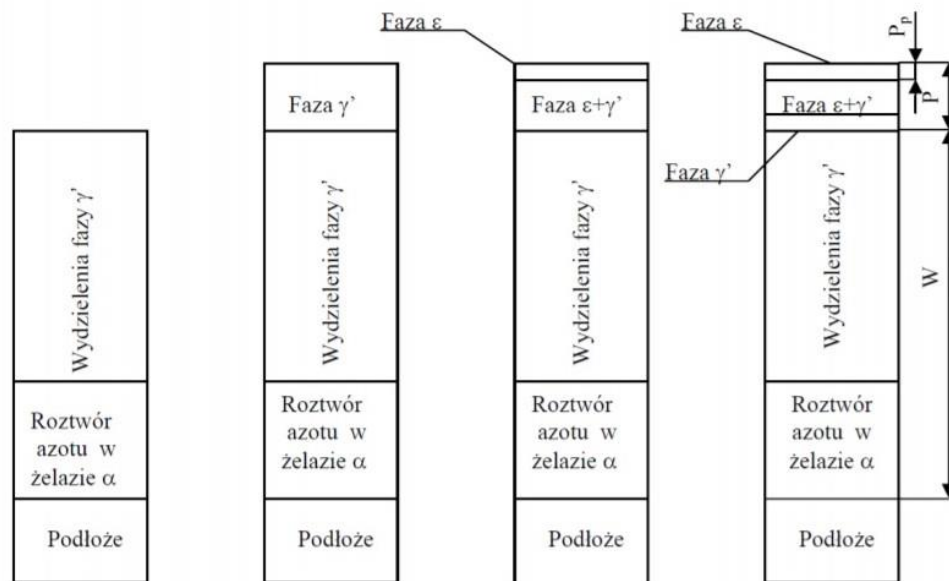 Faza ε
Faza ε
P_p
Faza γ’
Faza ε+γ’
Faza ε+γ’
P
Faza γ’
Wydzielenia fazy γ’
Wydzielenia fazy γ’
Wydzielenia fazy γ’
Wydzielenia fazy γ’
W
Roztwór
azotu w
żelazie α
Roztwór
azotu w
żelazie α
Roztwór
azotu w
żelazie α
Roztwór
azotu w
żelazie α
Podłoże
Podłoże
Podłoże
Podłoże